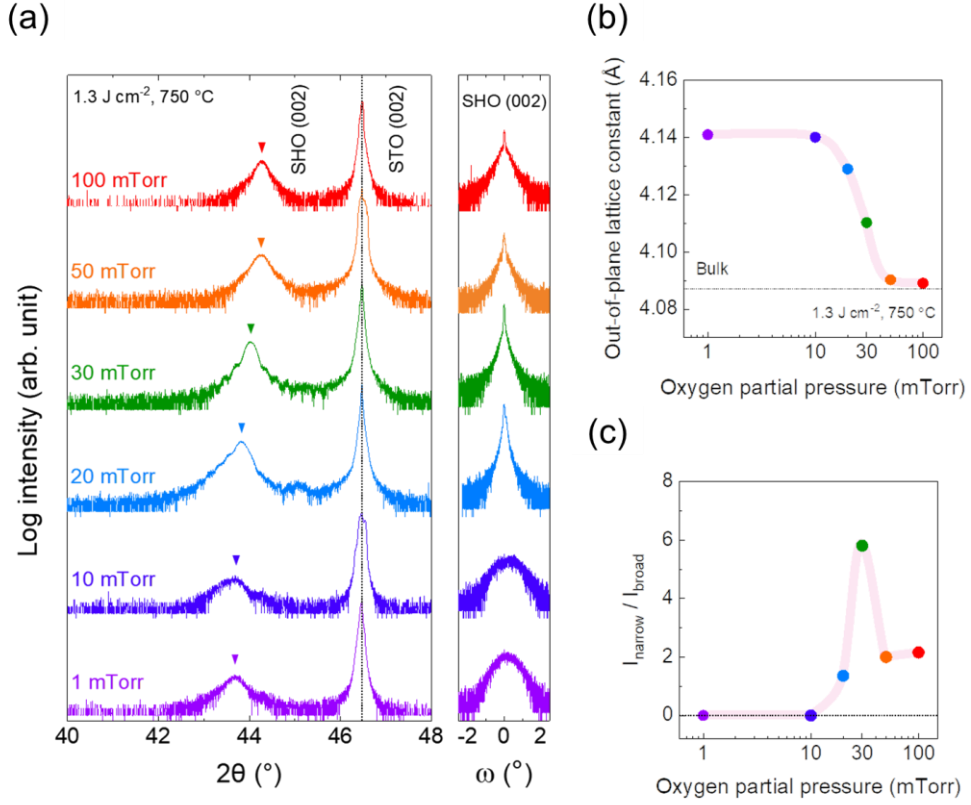 (a)
1.3 J cm⁻², 750 °C
SHO (002)
STO (002)
SHO (002)
100 mTorr
50 mTorr
30 mTorr
20 mTorr
10 mTorr
1 mTorr
Log intensity (arb. unit)
40 42 44 46 48
-2 0 2
2θ (°)
ω (°)
(b)
Out-of-plane lattice constant (Å)
4.16
4.14
4.12
4.10
4.08
Bulk
1.3 J cm⁻², 750 °C
1 10 30 100
Oxygen partial pressure (mTorr)
(c)
I_narrow / I_broad
8
6
4
2
0
1 10 30 100
Oxygen partial pressure (mTorr)